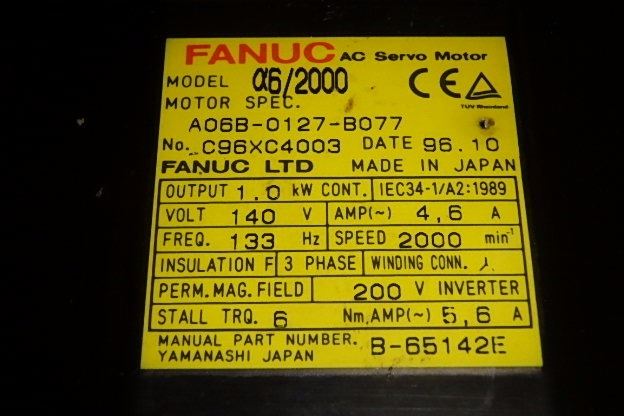 FANUC AC Servo Motor
MODEL α6/2000
TÜV Rheinland
MOTOR SPEC.
A06B-0127-B077
No. C96XC4003 DATE 96.10
FANUC LTD MADE IN JAPAN
OUTPUT 1.0 kW CONT. IEC34-1/A2:1989
VOLT 140 V AMP(~) 4,6 A
FREQ. 133 Hz SPEED 2000 min⁻¹
INSULATION F 3 PHASE WINDING CONN. ⅄
PERM. MAG. FIELD 200 V INVERTER
STALL TRQ. 6 Nm, AMP(~) 5,6 A
MANUAL PART NUMBER. B-65142E
YAMANASHI JAPAN